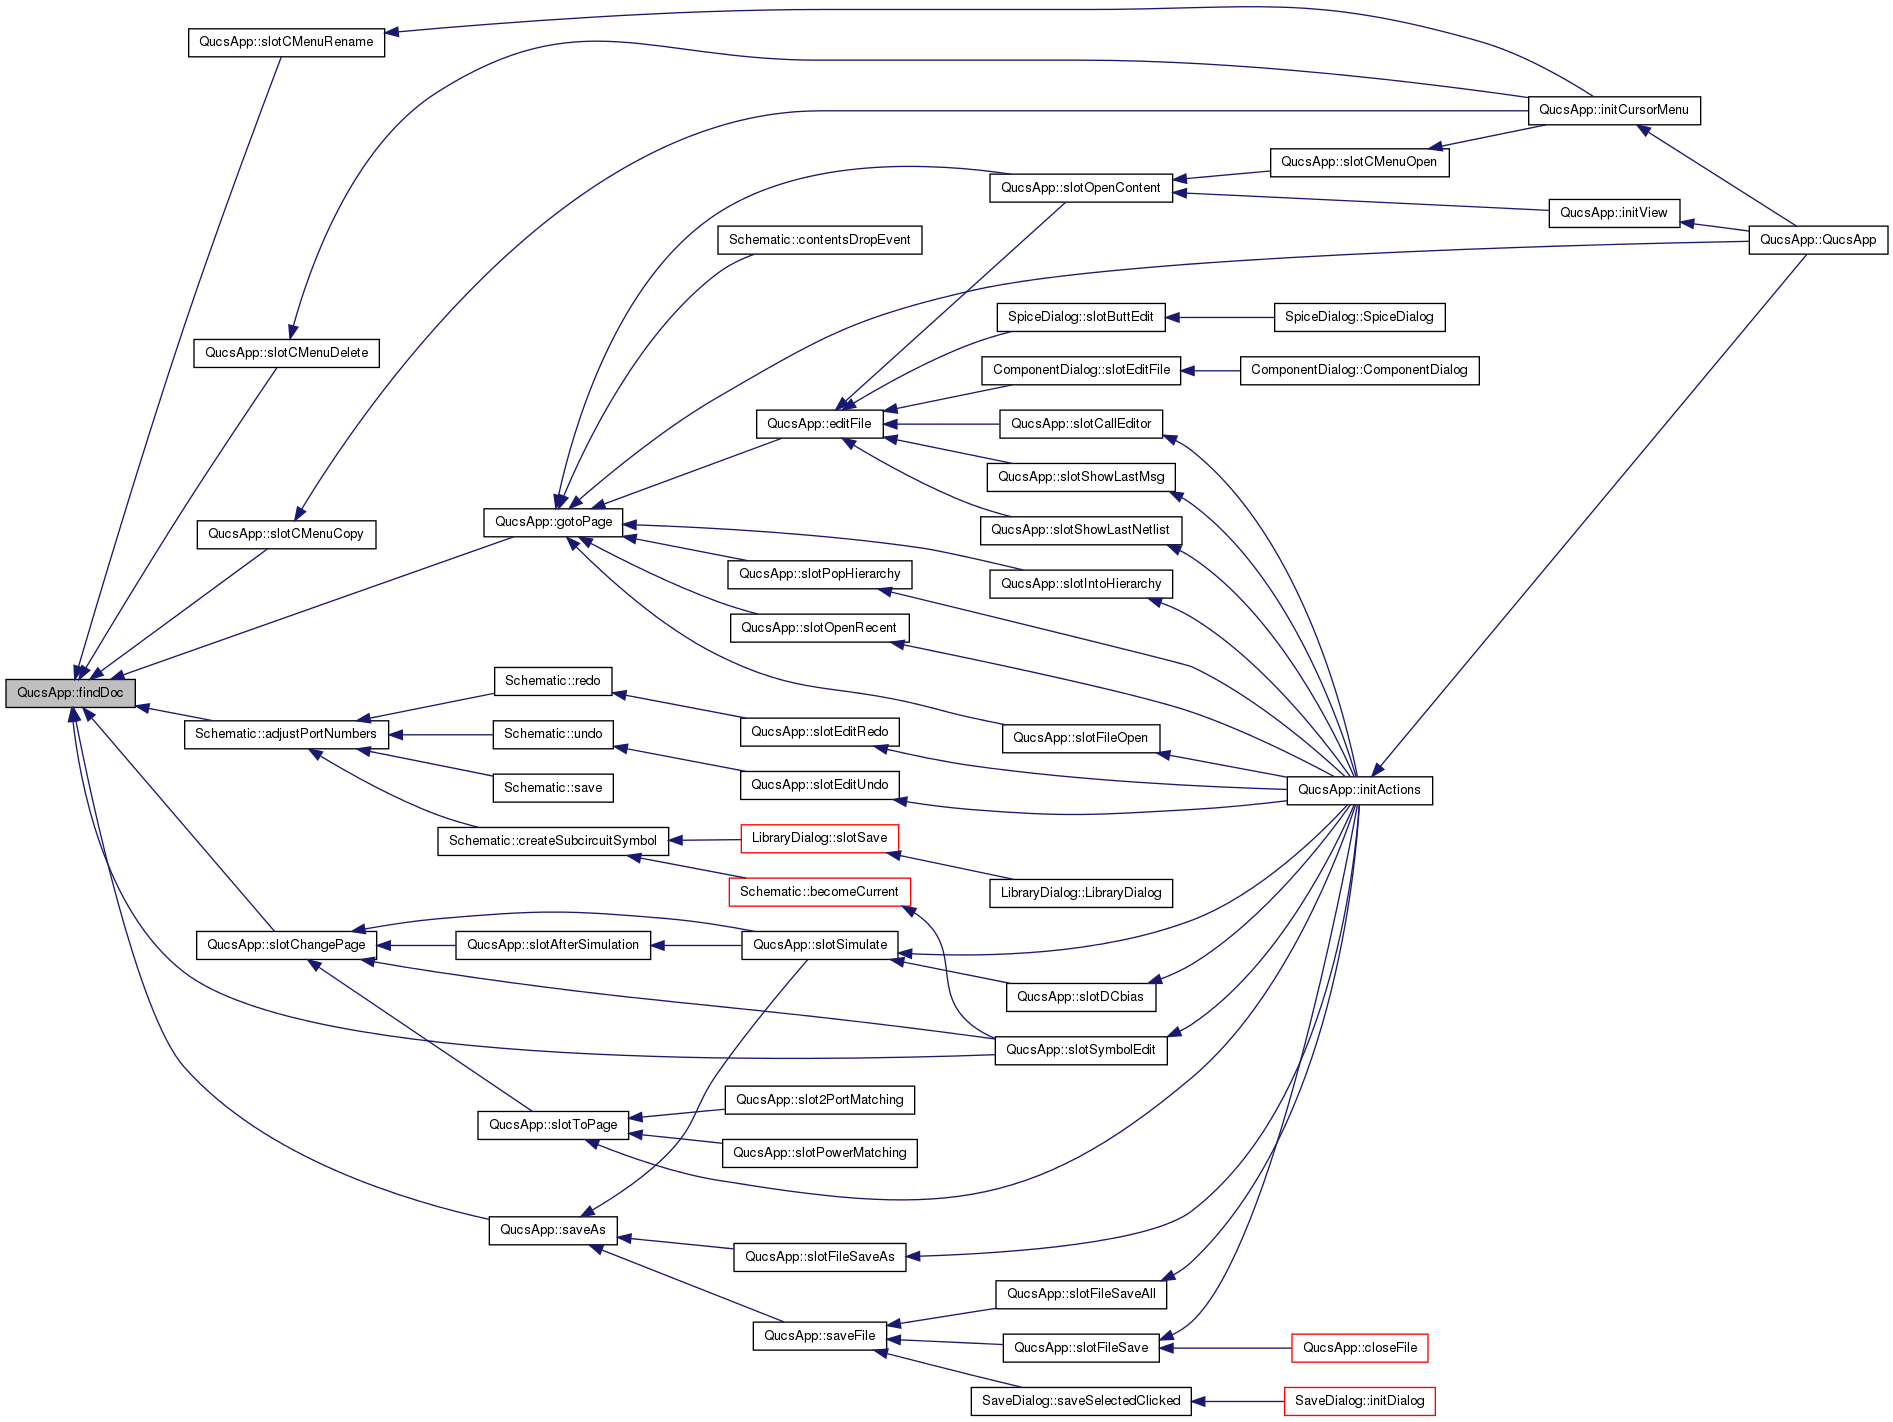 QucsApp::slotCMenuRename
QucsApp::initCursorMenu
QucsApp::slotCMenuOpen
QucsApp::slotOpenContent
QucsApp::initView
Schematic::contentsDropEvent
QucsApp::QucsApp
SpiceDialog::slotButtEdit
SpiceDialog::SpiceDialog
QucsApp::slotCMenuDelete
ComponentDialog::slotEditFile
ComponentDialog::ComponentDialog
QucsApp::editFile
QucsApp::slotCallEditor
QucsApp::slotShowLastMsg
QucsApp::gotoPage
QucsApp::slotShowLastNetlist
QucsApp::slotCMenuCopy
QucsApp::slotPopHierarchy
QucsApp::slotIntoHierarchy
QucsApp::slotOpenRecent
Schematic::redo
QucsApp::findDoc
Schematic::adjustPortNumbers
Schematic::undo
QucsApp::slotEditRedo
QucsApp::slotFileOpen
Schematic::save
QucsApp::slotEditUndo
QucsApp::initActions
Schematic::createSubcircuitSymbol
LibraryDialog::slotSave
Schematic::becomeCurrent
LibraryDialog::LibraryDialog
QucsApp::slotChangePage
QucsApp::slotAfterSimulation
QucsApp::slotSimulate
QucsApp::slotDCbias
QucsApp::slotSymbolEdit
QucsApp::slot2PortMatching
QucsApp::slotToPage
QucsApp::slotPowerMatching
QucsApp::saveAs
QucsApp::slotFileSaveAs
QucsApp::slotFileSaveAll
QucsApp::saveFile
QucsApp::slotFileSave
QucsApp::closeFile
SaveDialog::saveSelectedClicked
SaveDialog::initDialog